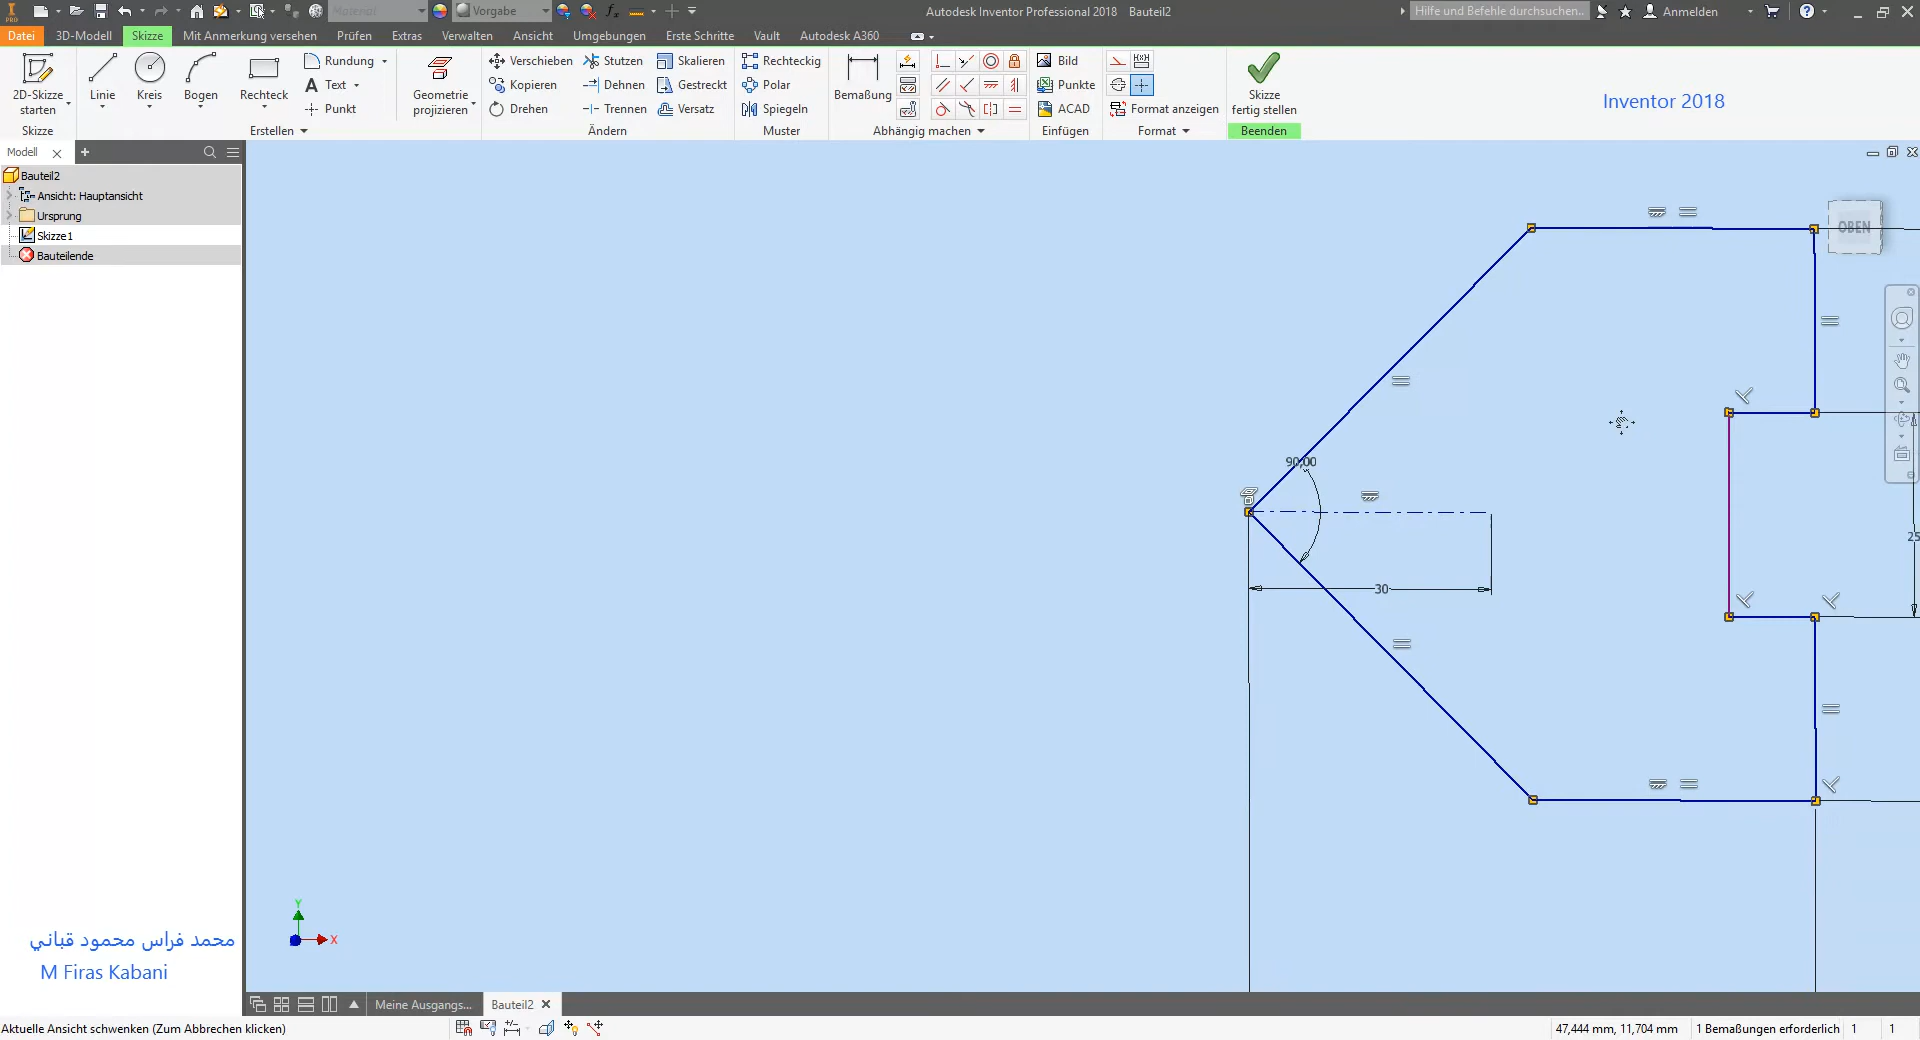 Autodesk Inventor Professional 2018 Bauteil2
Material
Vorgabe
Hilfe und Befehle durchsuchen...
Anmelden
Datei 3D-Modell Skizze Mit Anmerkung versehen Prüfen Extras Verwalten Ansicht Umgebungen Erste Schritte Vault Autodesk A360
2D-Skizze starten
Linie Kreis Bogen Rechteck
Rundung
Text
Punkt
Geometrie projizieren
Verschieben Stutzen Skalieren
Kopieren Dehnen Gestreckt
Drehen Trennen Versatz
Rechteckig
Polar
Spiegeln
Bemaßung
Bild
Punkte
ACAD
Format anzeigen
Skizze fertig stellen
Skizze Erstellen Ändern Muster Abhängig machen Einfügen Format Beenden
Inventor 2018
Modell
Bauteil2
Ansicht: Hauptansicht
Ursprung
Skizze1
Bauteilende
OBEN
90,00
30
25
Y
X
محمد فراس محمود قباني
M Firas Kabani
Meine Ausgangs... Bauteil2
Aktuelle Ansicht schwenken (Zum Abbrechen klicken)
47,444 mm, 11,704 mm 1 Bemaßungen erforderlich 1 1